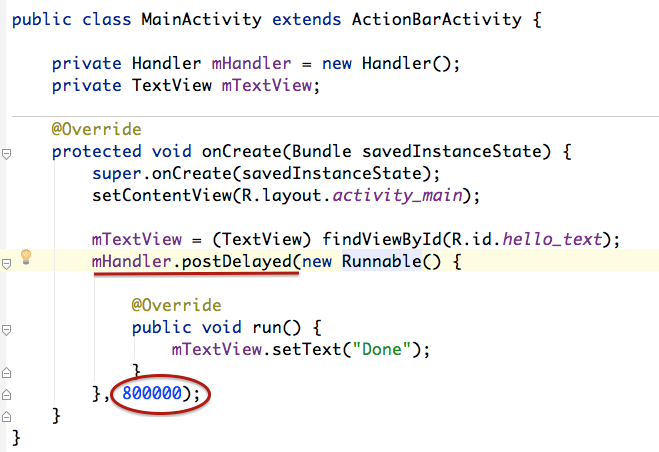 public class MainActivity extends ActionBarActivity {
private Handler mHandler = new Handler();
private TextView mTextView;
@Override
protected void onCreate(Bundle savedInstanceState) {
super.onCreate(savedInstanceState);
setContentView(R.layout.activity_main);
mTextView = (TextView) findViewById(R.id.hello_text);
mHandler.postDelayed(new Runnable() {
@Override
public void run() {
mTextView.setText("Done");
}
}, 800000);
}
}